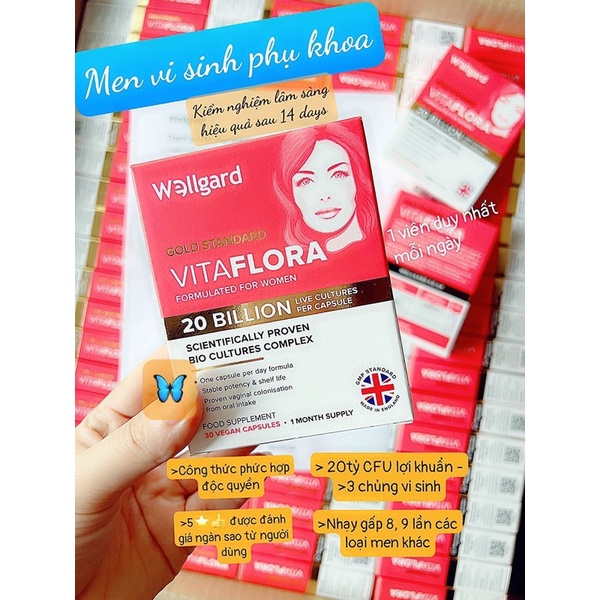 Men vi sinh phụ khoa
Kiểm nghiệm lâm sàng
hiệu quả sau 14 days
Wellgard
GOLD STANDARD
VITAFLORA
FORMULATED FOR WOMEN
20 BILLION LIVE CULTURES
PER CAPSULE
SCIENTIFICALLY PROVEN
BIO CULTURES COMPLEX
• One capsule per day formula
• Stable potency & shelf life
• Proven vaginal colonisation
from oral intake
FOOD SUPPLEMENT
30 VEGAN CAPSULES • 1 MONTH SUPPLY
GMP STANDARD
MADE IN ENGLAND
Wellgard
VITAFLORA
20 BILLION
1 viên duy nhất
mỗi ngày
VITAFLORA
>Công thức phức hợp
độc quyền
> 20tỷ CFU lợi khuẩn -
>3 chủng vi sinh
>5⭐👍 được đánh
giá ngàn sao từ người
dùng
>Nhạy gấp 8, 9 lần các
loại men khác